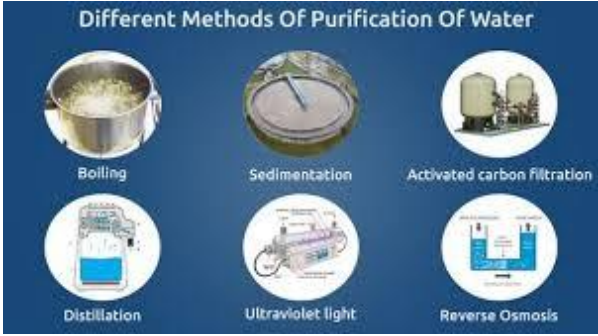 Different Methods Of Purification Of Water
Boiling
Sedimentation
Activated carbon filtration
Distillation
Ultraviolet light
Reverse Osmosis